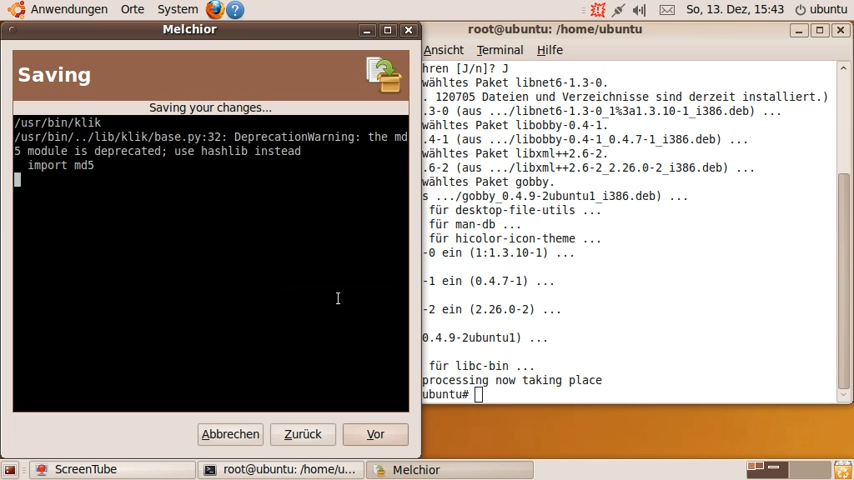 Anwendungen Orte System So, 13. Dez, 15:43 ubuntu
Melchior
Saving
Saving your changes...
/usr/bin/klik
/usr/bin/../lib/klik/base.py:32: DeprecationWarning: the md
5 module is deprecated; use hashlib instead
  import md5
Abbrechen Zurück Vor
root@ubuntu: /home/ubuntu
Ansicht Terminal Hilfe
hren [J/n]? J
wähltes Paket libnet6-1.3-0.
. 120705 Dateien und Verzeichnisse sind derzeit installiert.)
.3-0 (aus .../libnet6-1.3-0_1%3a1.3.10-1_i386.deb) ...
wähltes Paket libobby-0.4-1.
.4-1 (aus .../libobby-0.4-1_0.4.7-1_i386.deb) ...
wähltes Paket libxml++2.6-2.
.6-2 (aus .../libxml++2.6-2_2.26.0-2_i386.deb) ...
wähltes Paket gobby.
s .../gobby_0.4.9-2ubuntu1_i386.deb) ...
 für desktop-file-utils ...
 für man-db ...
 für hicolor-icon-theme ...
-0 ein (1:1.3.10-1) ...
-1 ein (0.4.7-1) ...
-2 ein (2.26.0-2) ...
0.4.9-2ubuntu1) ...
 für libc-bin ...
processing now taking place
ubuntu#
ScreenTube root@ubuntu: /home/u... Melchior